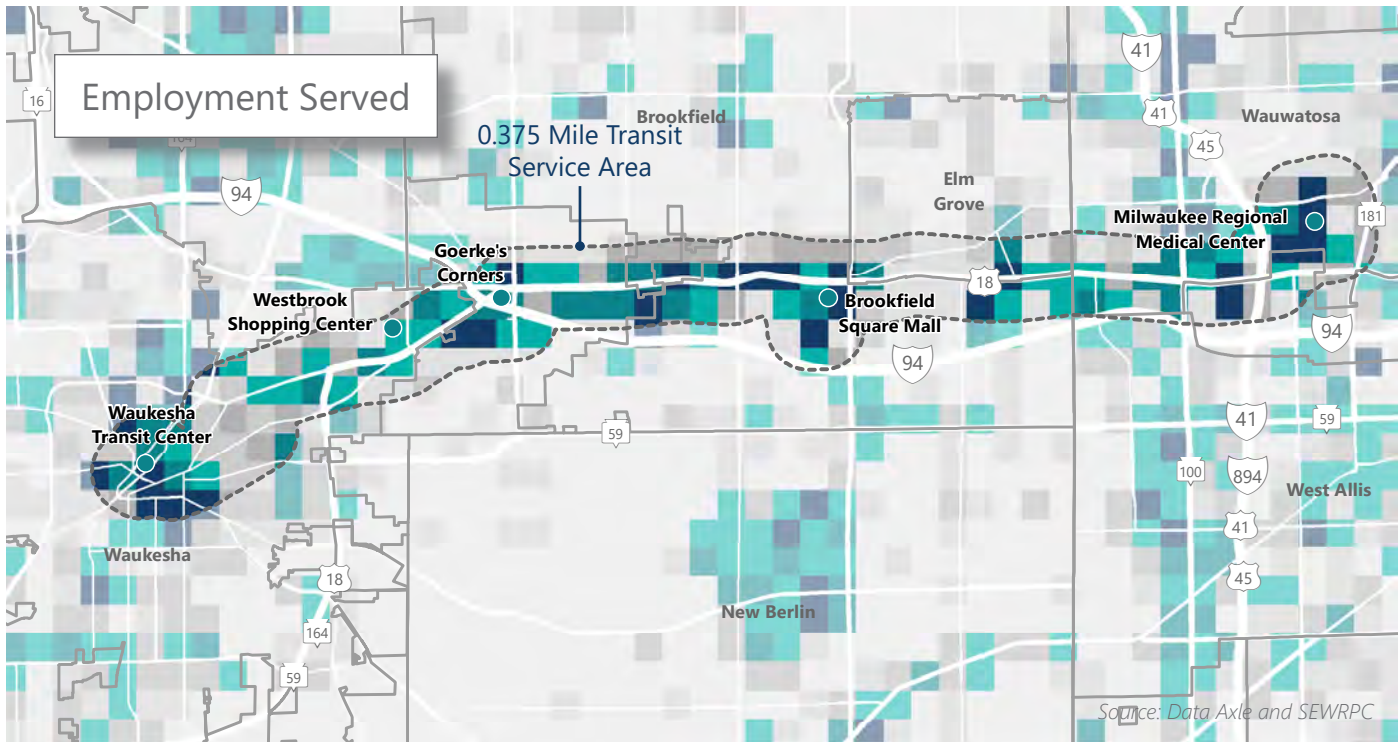 41
16
Employment Served
41
Brookfield
Wauwatosa
0.375 Mile Transit
Service Area
164
45
94
Elm
Grove
Milwaukee Regional
Medical Center
181
Goerke's
Corners
18
Westbrook
Shopping Center
Brookfield
Square Mall
94
94
Waukesha
Transit Center
59
41
59
100
894
West Allis
41
Waukesha
18
45
New Berlin
164
59
Source: Data Axle and SEWRPC